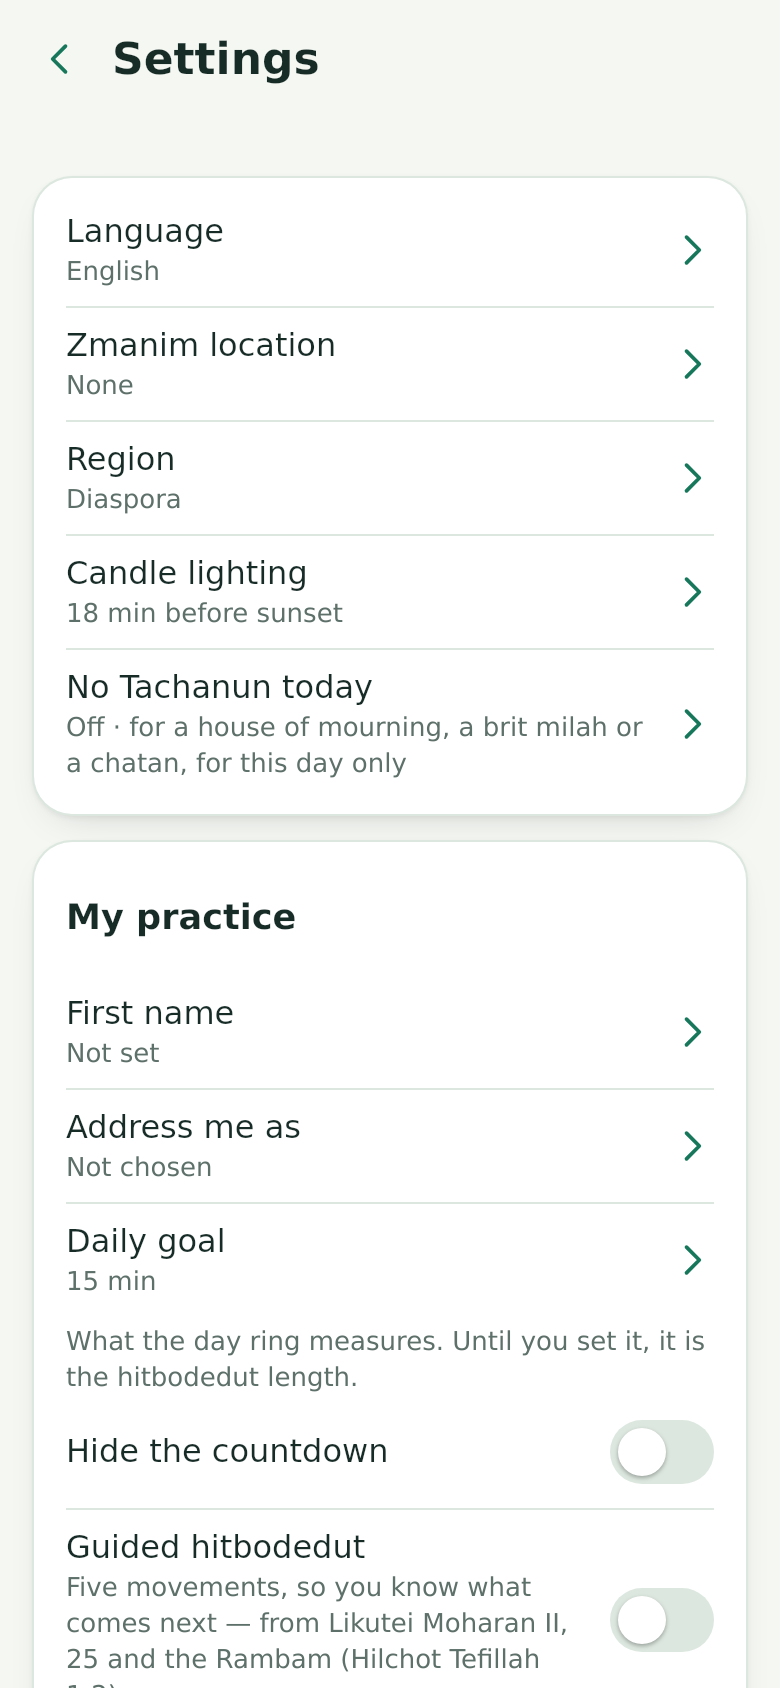 Settings
Language
English
Zmanim location
None
Region
Diaspora
Candle lighting
18 min before sunset
No Tachanun today
Off · for a house of mourning, a brit milah or
a chatan, for this day only
My practice
First name
Not set
Address me as
Not chosen
Daily goal
15 min
What the day ring measures. Until you set it, it is
the hitbodedut length.
Hide the countdown
Guided hitbodedut
Five movements, so you know what
comes next — from Likutei Moharan II,
25 and the Rambam (Hilchot Tefillah